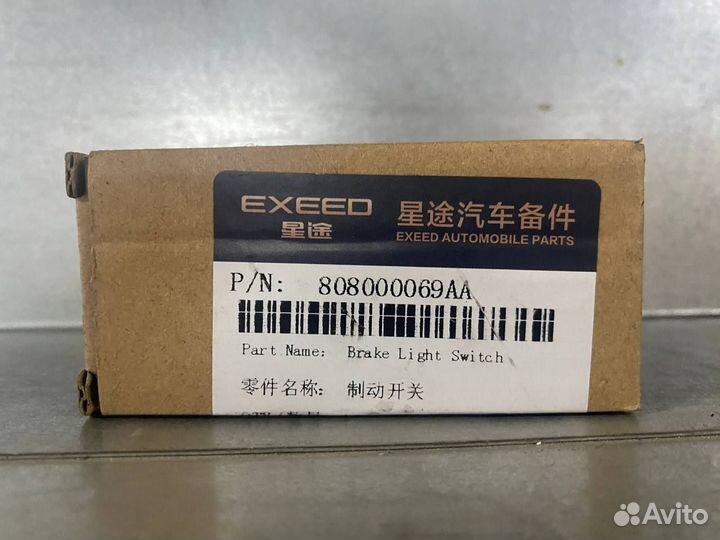 EXEED
星途
星途汽车备件
EXEED AUTOMOBILE PARTS
P/N: 808000069AA
Part Name: Brake Light Switch
零件名称: 制动开关
Avito